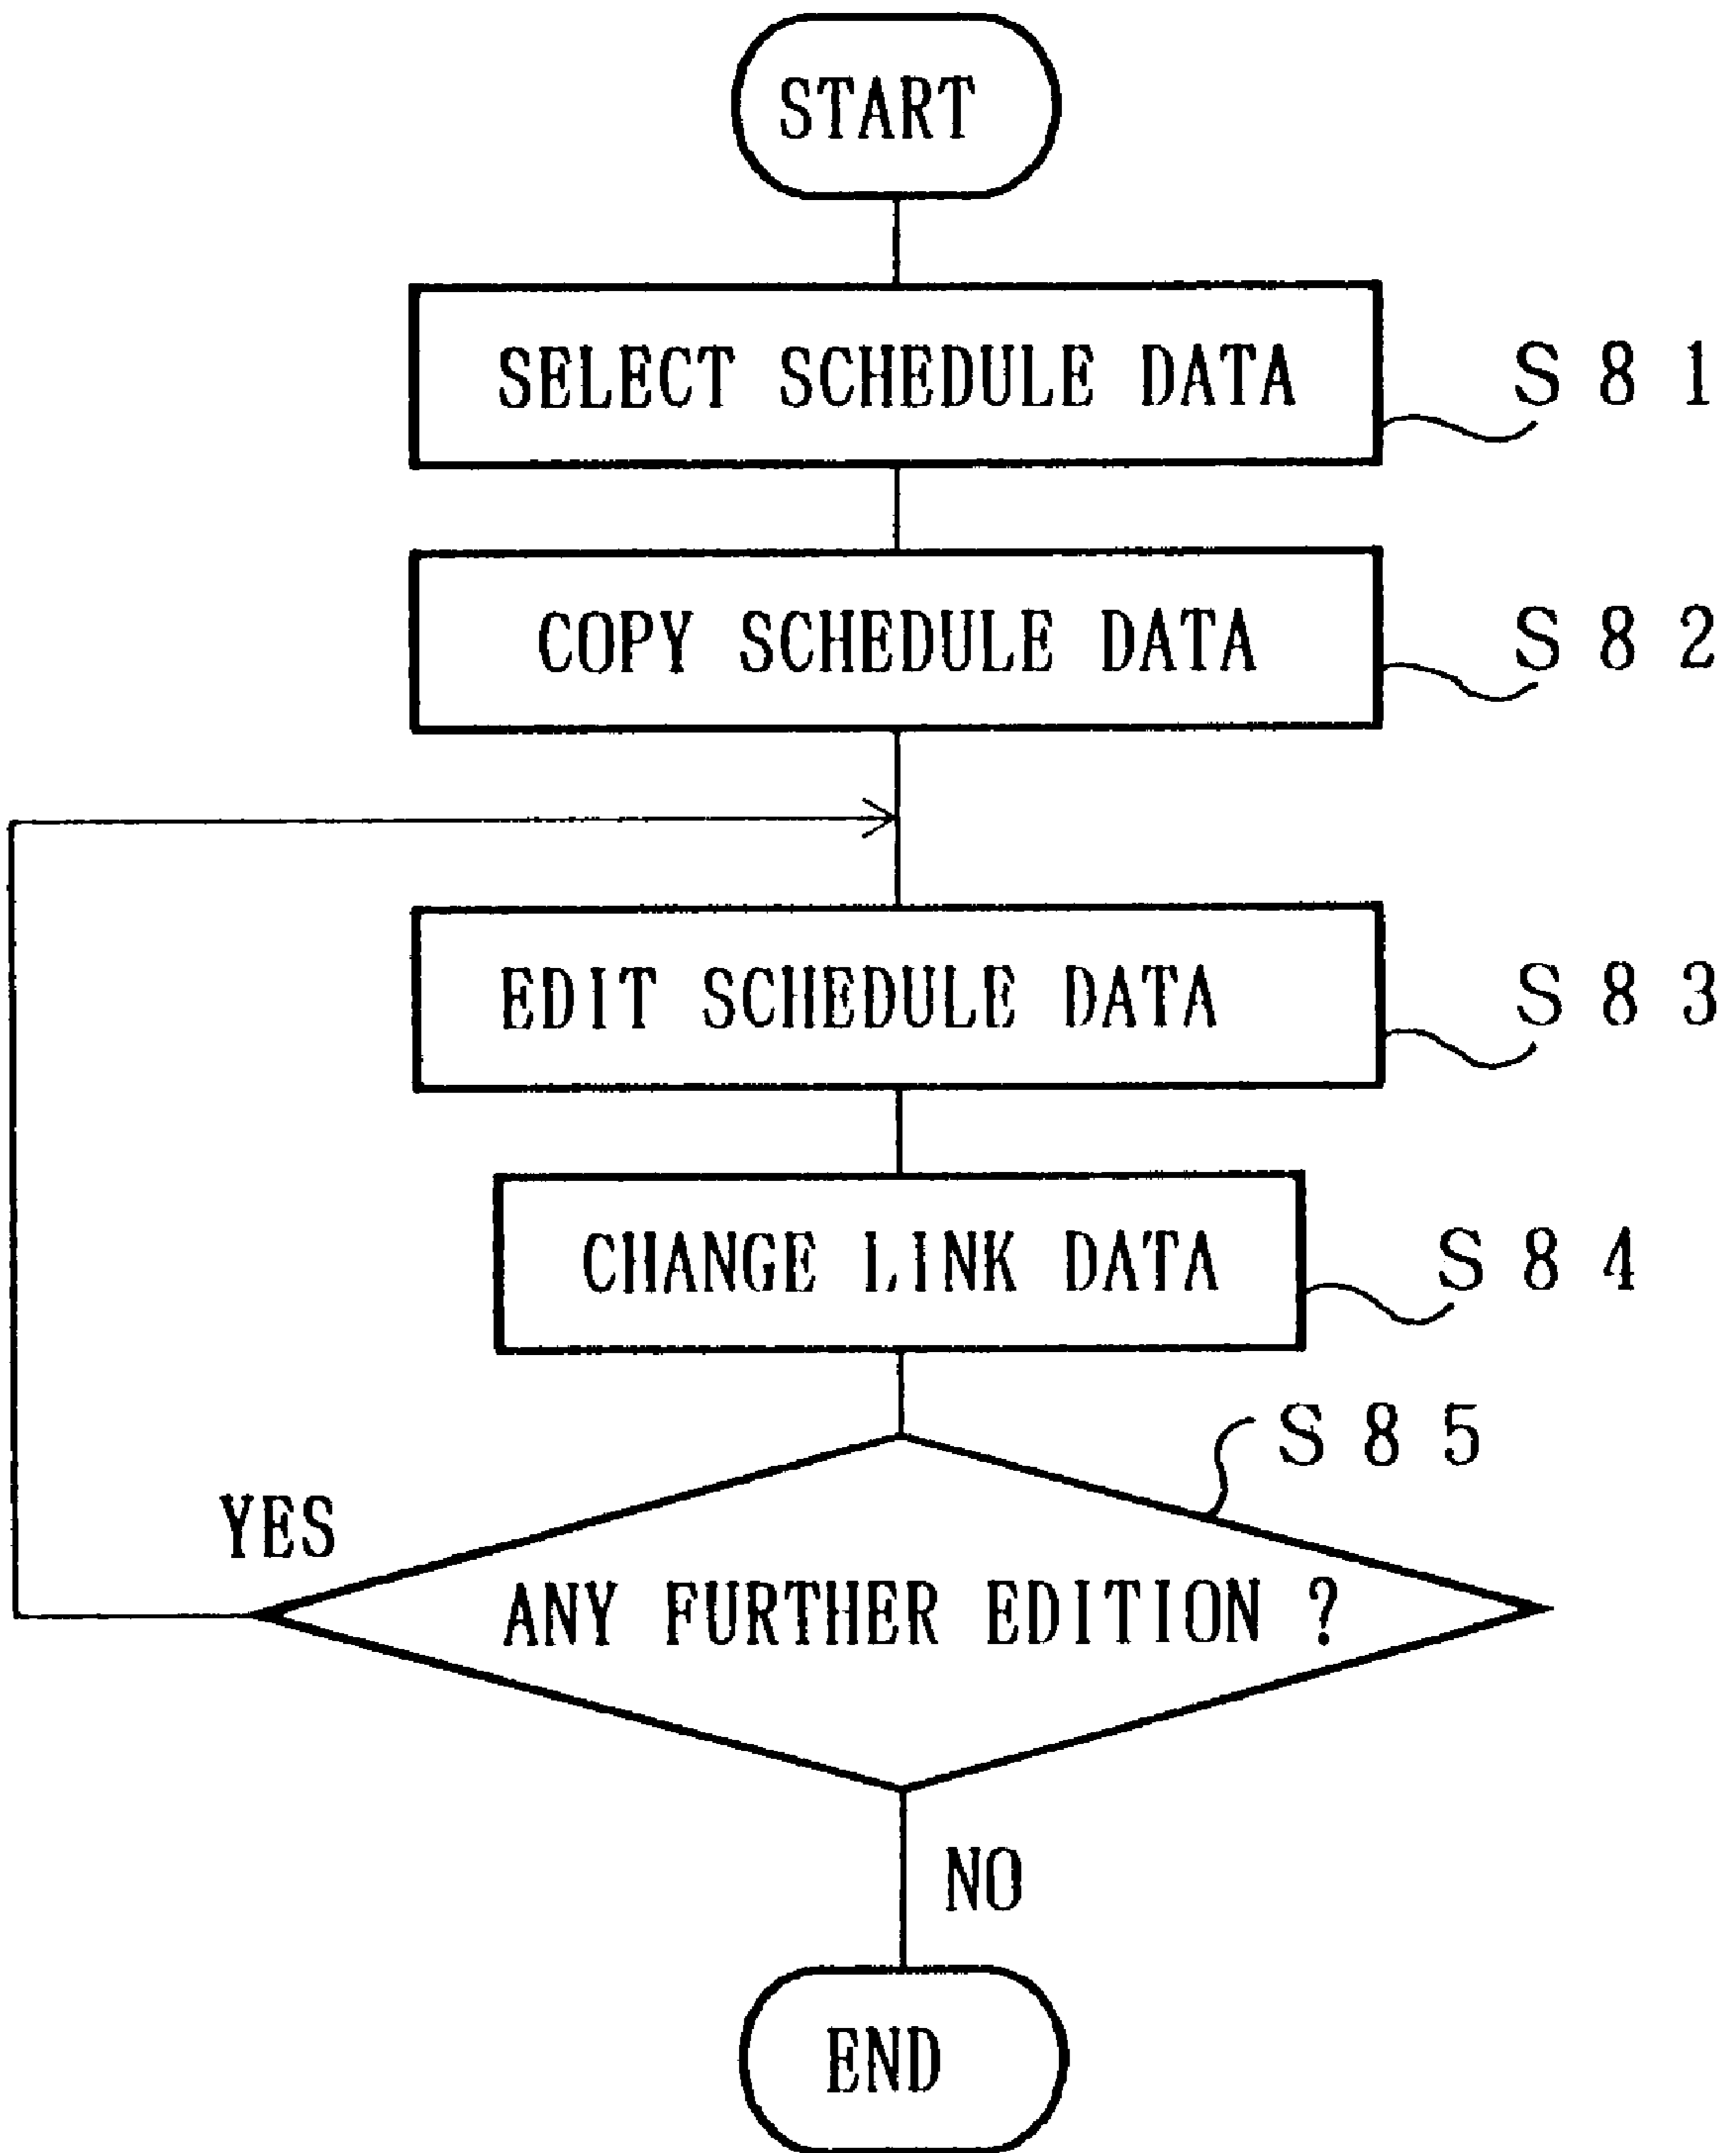 START
SELECT SCHEDULE DATA
S 8 1
COPY SCHEDULE DATA
S 8 2
EDIT SCHEDULE DATA
S 8 3
CHANGE LINK DATA
S 8 4
S 8 5
YES
ANY FURTHER EDITION ?
NO
END